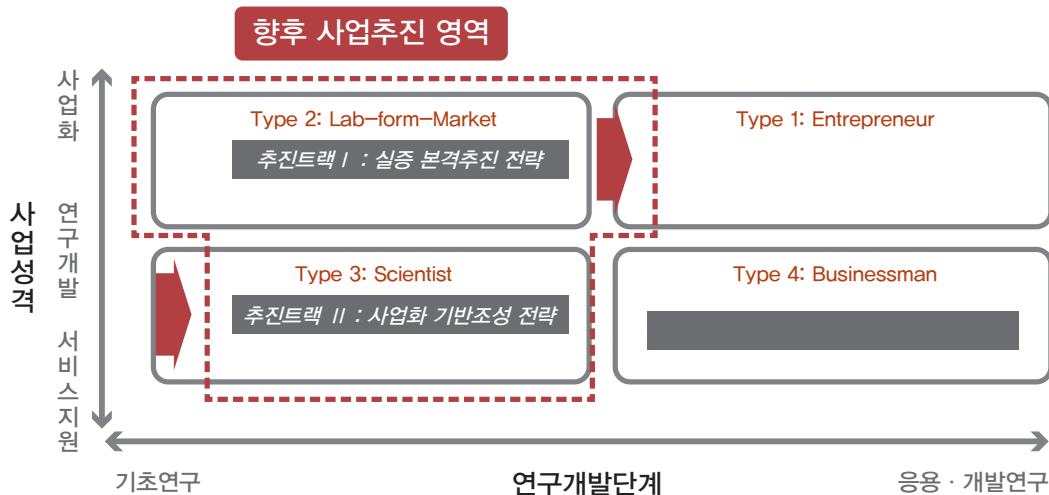 향후 사업추진 영역
사업화
연구개발
서비스지원
사업성격
Type 2: Lab-form-Market
추진트랙 Ⅰ : 실증 본격추진 전략
Type 1: Entrepreneur
Type 3: Scientist
추진트랙 Ⅱ : 사업화 기반조성 전략
Type 4: Businessman
기초연구
연구개발단계
응용 · 개발연구